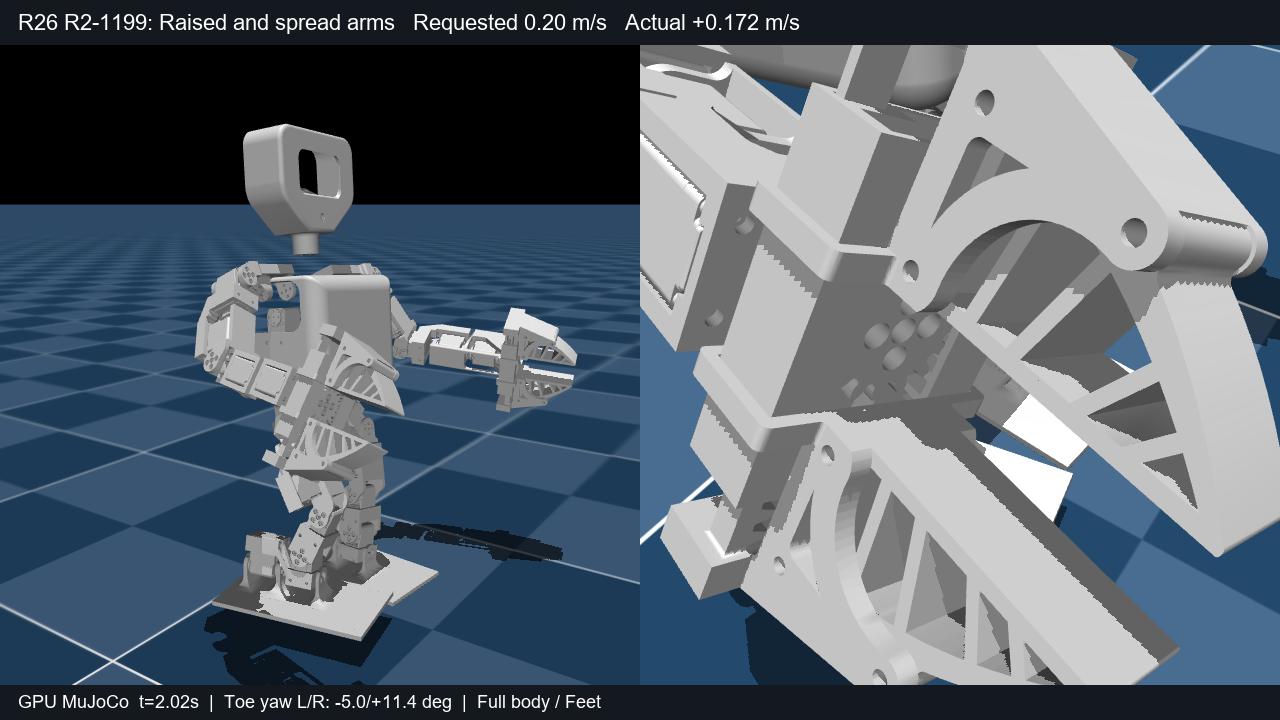 R26 R2-1199: Raised and spread arms   Requested 0.20 m/s   Actual +0.172 m/s
GPU MuJoCo  t=2.02s  |  Toe yaw L/R: -5.0/+11.4 deg  |  Full body / Feet